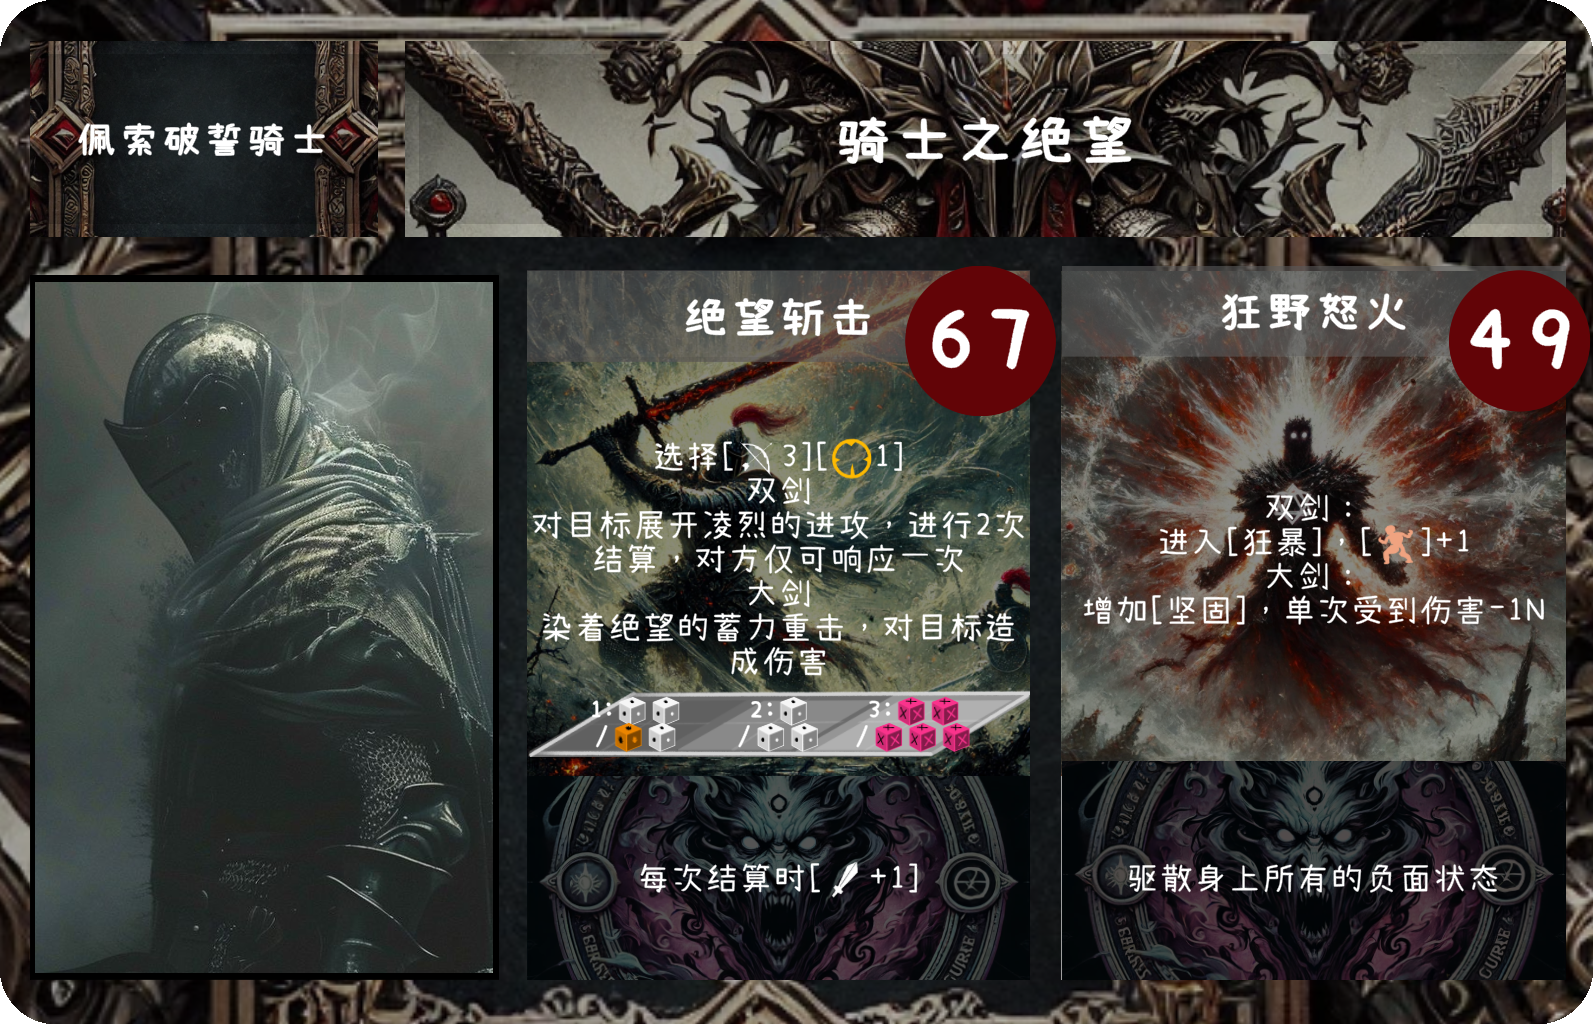 佩索破誓骑士
骑士之绝望
绝望斩击
67
选择[3][1]
双剑
对目标展开凌烈的进攻，进行2次
结算，对方仅可响应一次
大剑
染着绝望的蓄力重击，对目标造
成伤害
1: 2: 3:
/ / /
每次结算时[+1]
狂野怒火
49
双剑：
进入[狂暴]，[]+1
大剑：
增加[坚固]，单次受到伤害-1N
驱散身上所有的负面状态